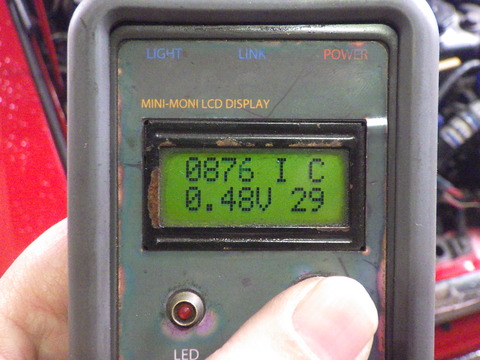 LIGHT LINK POWER
MINI-MONI LCD DISPLAY
0876 I C
0.48V 29
LED